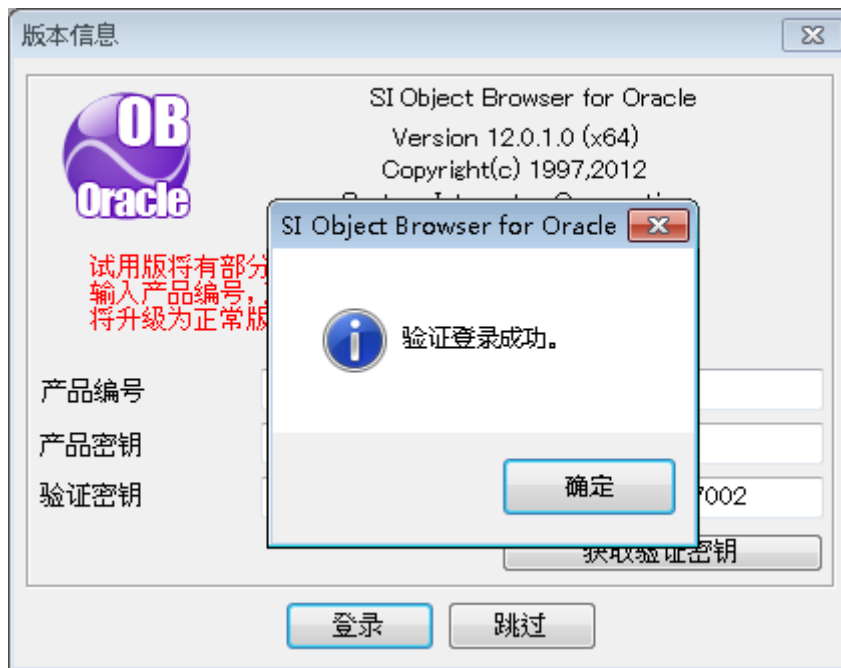 版本信息
OB
Oracle
SI Object Browser for Oracle
Version 12.0.1.0 (x64)
Copyright(c) 1997,2012
试用版将有部分
输入产品编号,
将升级为正常版
SI Object Browser for Oracle
验证登录成功。
确定
产品编号
产品密钥
验证密钥
7002
获取验证密钥
登录
跳过